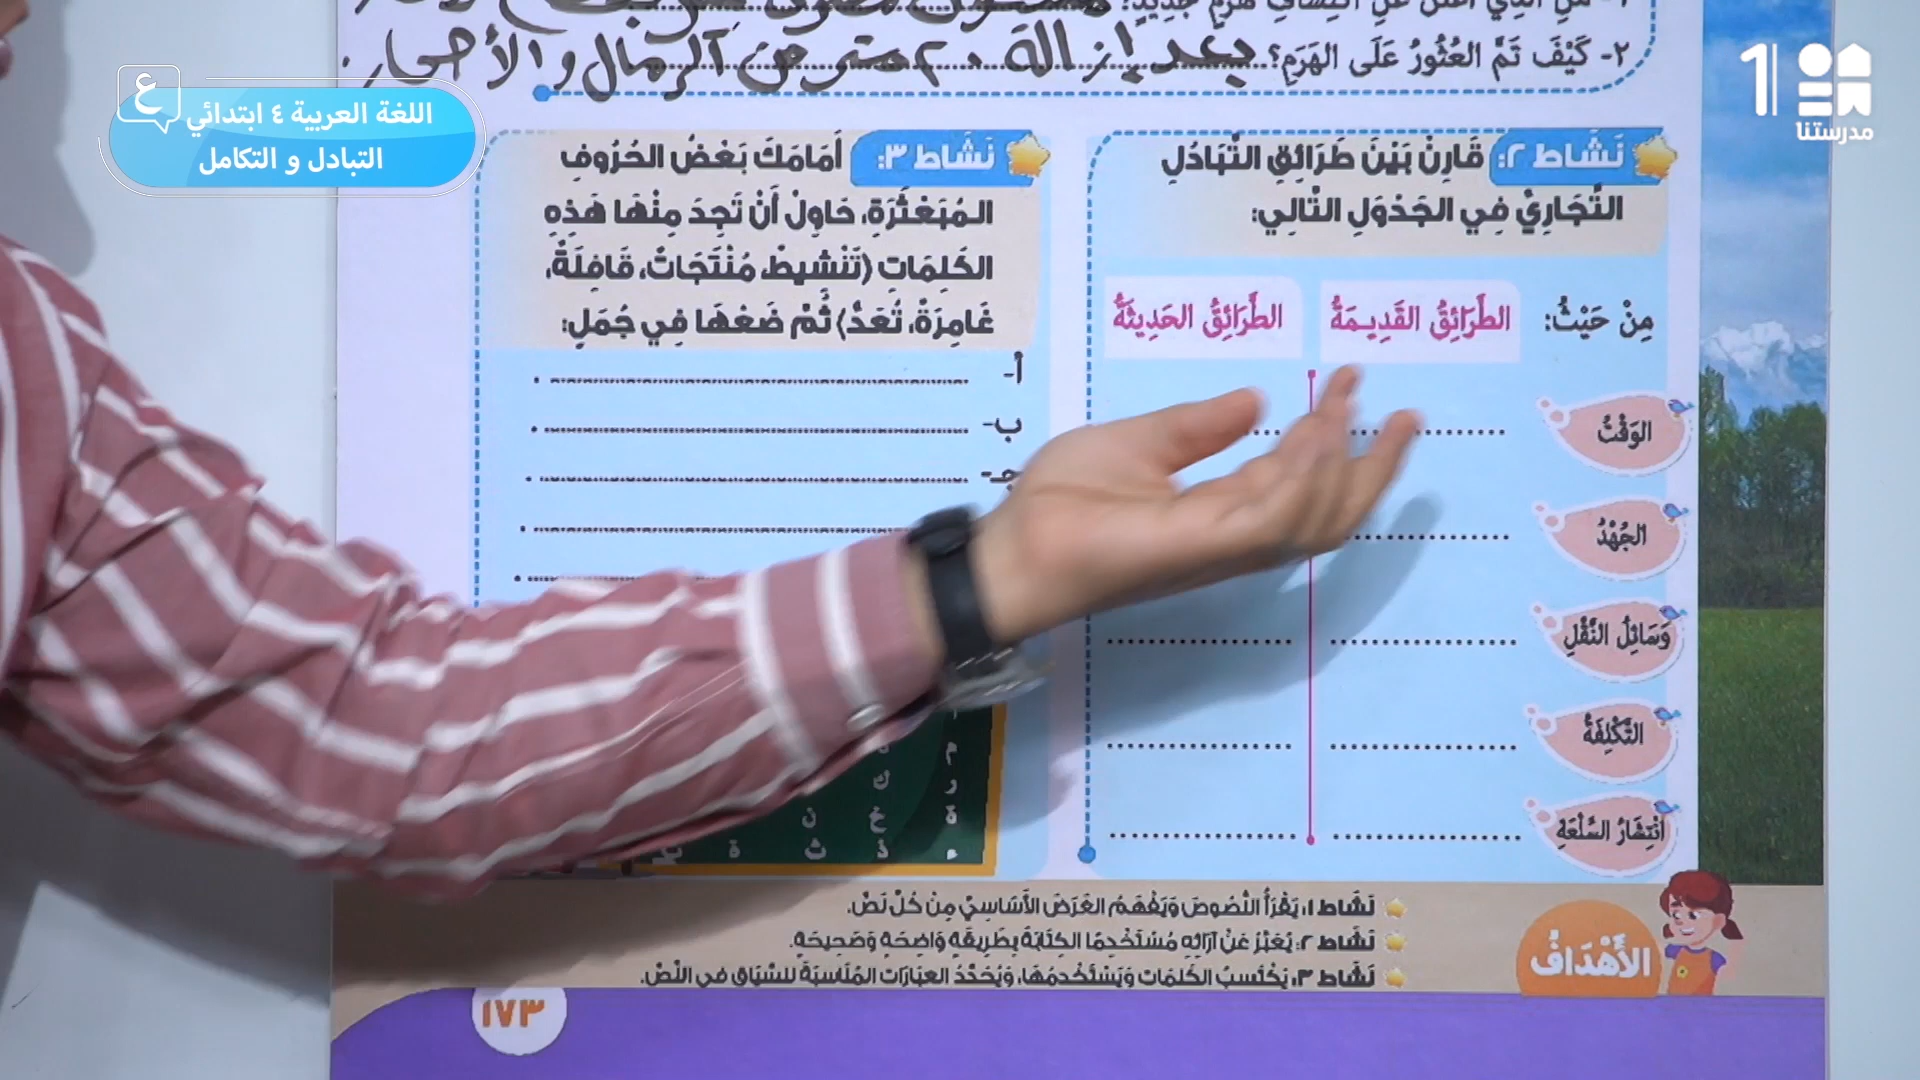 مدرستنا
اللغة العربية ٤ ابتدائي
التبادل و التكامل
٢- كَيْفَ تَمَّ العُثُورُ عَلَى الهَرَمِ؟ بعد إزالة ٢٠ متر من الرمال والأحجار.
نَشَاط ٢: قَارِنْ بَيْنَ طَرَائِقِ التَّبَادُلِ
التِّجَارِيِّ فِي الجَدْوَلِ التَّالِي:
مِنْ حَيْثُ: الطَّرَائِقُ القَدِيمَةُ الطَّرَائِقُ الحَدِيثَةُ
الوَقْتُ
الجُهْدُ
وَسَائِلُ النَّقْلِ
التَّكْلِفَةُ
انْتِشَارُ السِّلْعَةِ
نَشَاط ٣: أَمَامَكَ بَعْضُ الحُرُوفِ
المُبَعْثَرَةِ، حَاوِلْ أَنْ تَجِدَ مِنْهَا هَذِهِ
الكَلِمَاتِ (تَنْشِيطٌ، مُنْتَجَاتٌ، قَافِلَةٌ،
غَامِرَةٌ، تُعَدُّ) ثُمَّ ضَعْهَا فِي جُمَلٍ:
أ-
ب-
جـ-
الأَهْدَافُ
نَشَاط ١: يَقْرَأُ النُّصُوصَ وَيَفْهَمُ الغَرَضَ الأَسَاسِيَّ مِنْ كُلِّ نَصٍّ.
نَشَاط ٢: يُعَبِّرُ عَنْ آرَائِهِ مُسْتَخْدِمًا الكِتَابَةَ بِطَرِيقَةٍ وَاضِحَةٍ وَصَحِيحَةٍ.
نَشَاط ٣: يَكْتَسِبُ الكَلِمَاتِ وَيَسْتَخْدِمُهَا، وَيُحَدِّدُ العِبَارَاتِ المُنَاسِبَةَ لِلسِّيَاقِ فِي النَّصِّ.
١٧٣